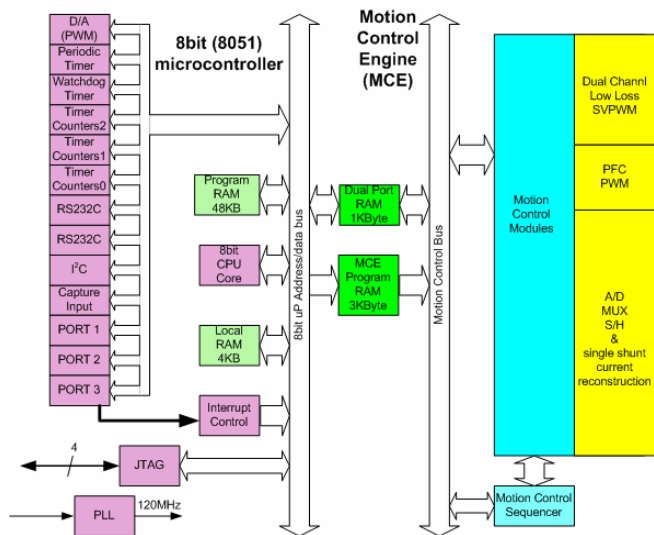 D/A
(PWM)
Periodic
Timer
Watchdog
Timer
Timer
Counters2
Timer
Counters1
Timer
Counters0
RS232C
RS232C
I²C
Capture
Input
PORT 1
PORT 2
PORT 3
8bit (8051)
microcontroller
Program
RAM
48KB
8bit
CPU
Core
Local
RAM
4KB
Interrupt
Control
4
JTAG
PLL
120MHz
8bit uP Address/data bus
Motion
Control
Engine
(MCE)
Dual Port
RAM
1KByte
MCE
Program
RAM
3KByte
Motion Control Bus
Motion
Control
Modules
Dual Channl
Low Loss
SVPWM
PFC
PWM
A/D
MUX
S/H
&
single shunt
current
reconstruction
Motion Control
Sequencer